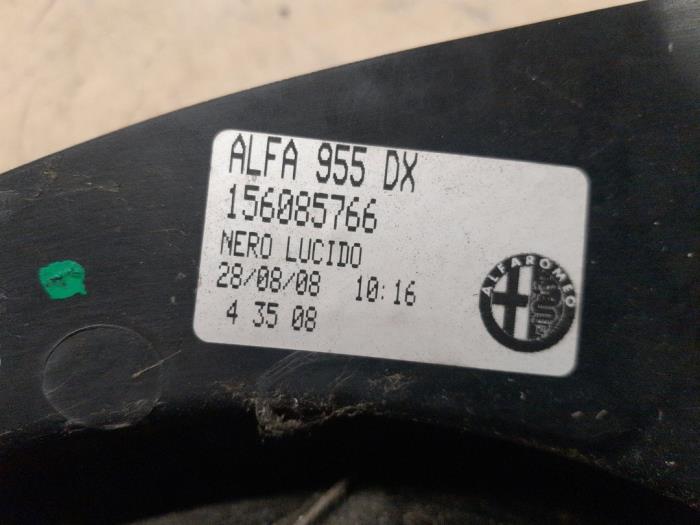 ALFA 955 DX
156085766
NERO LUCIDO
28/08/08 10:16
4 35 08
ALFA ROMEO